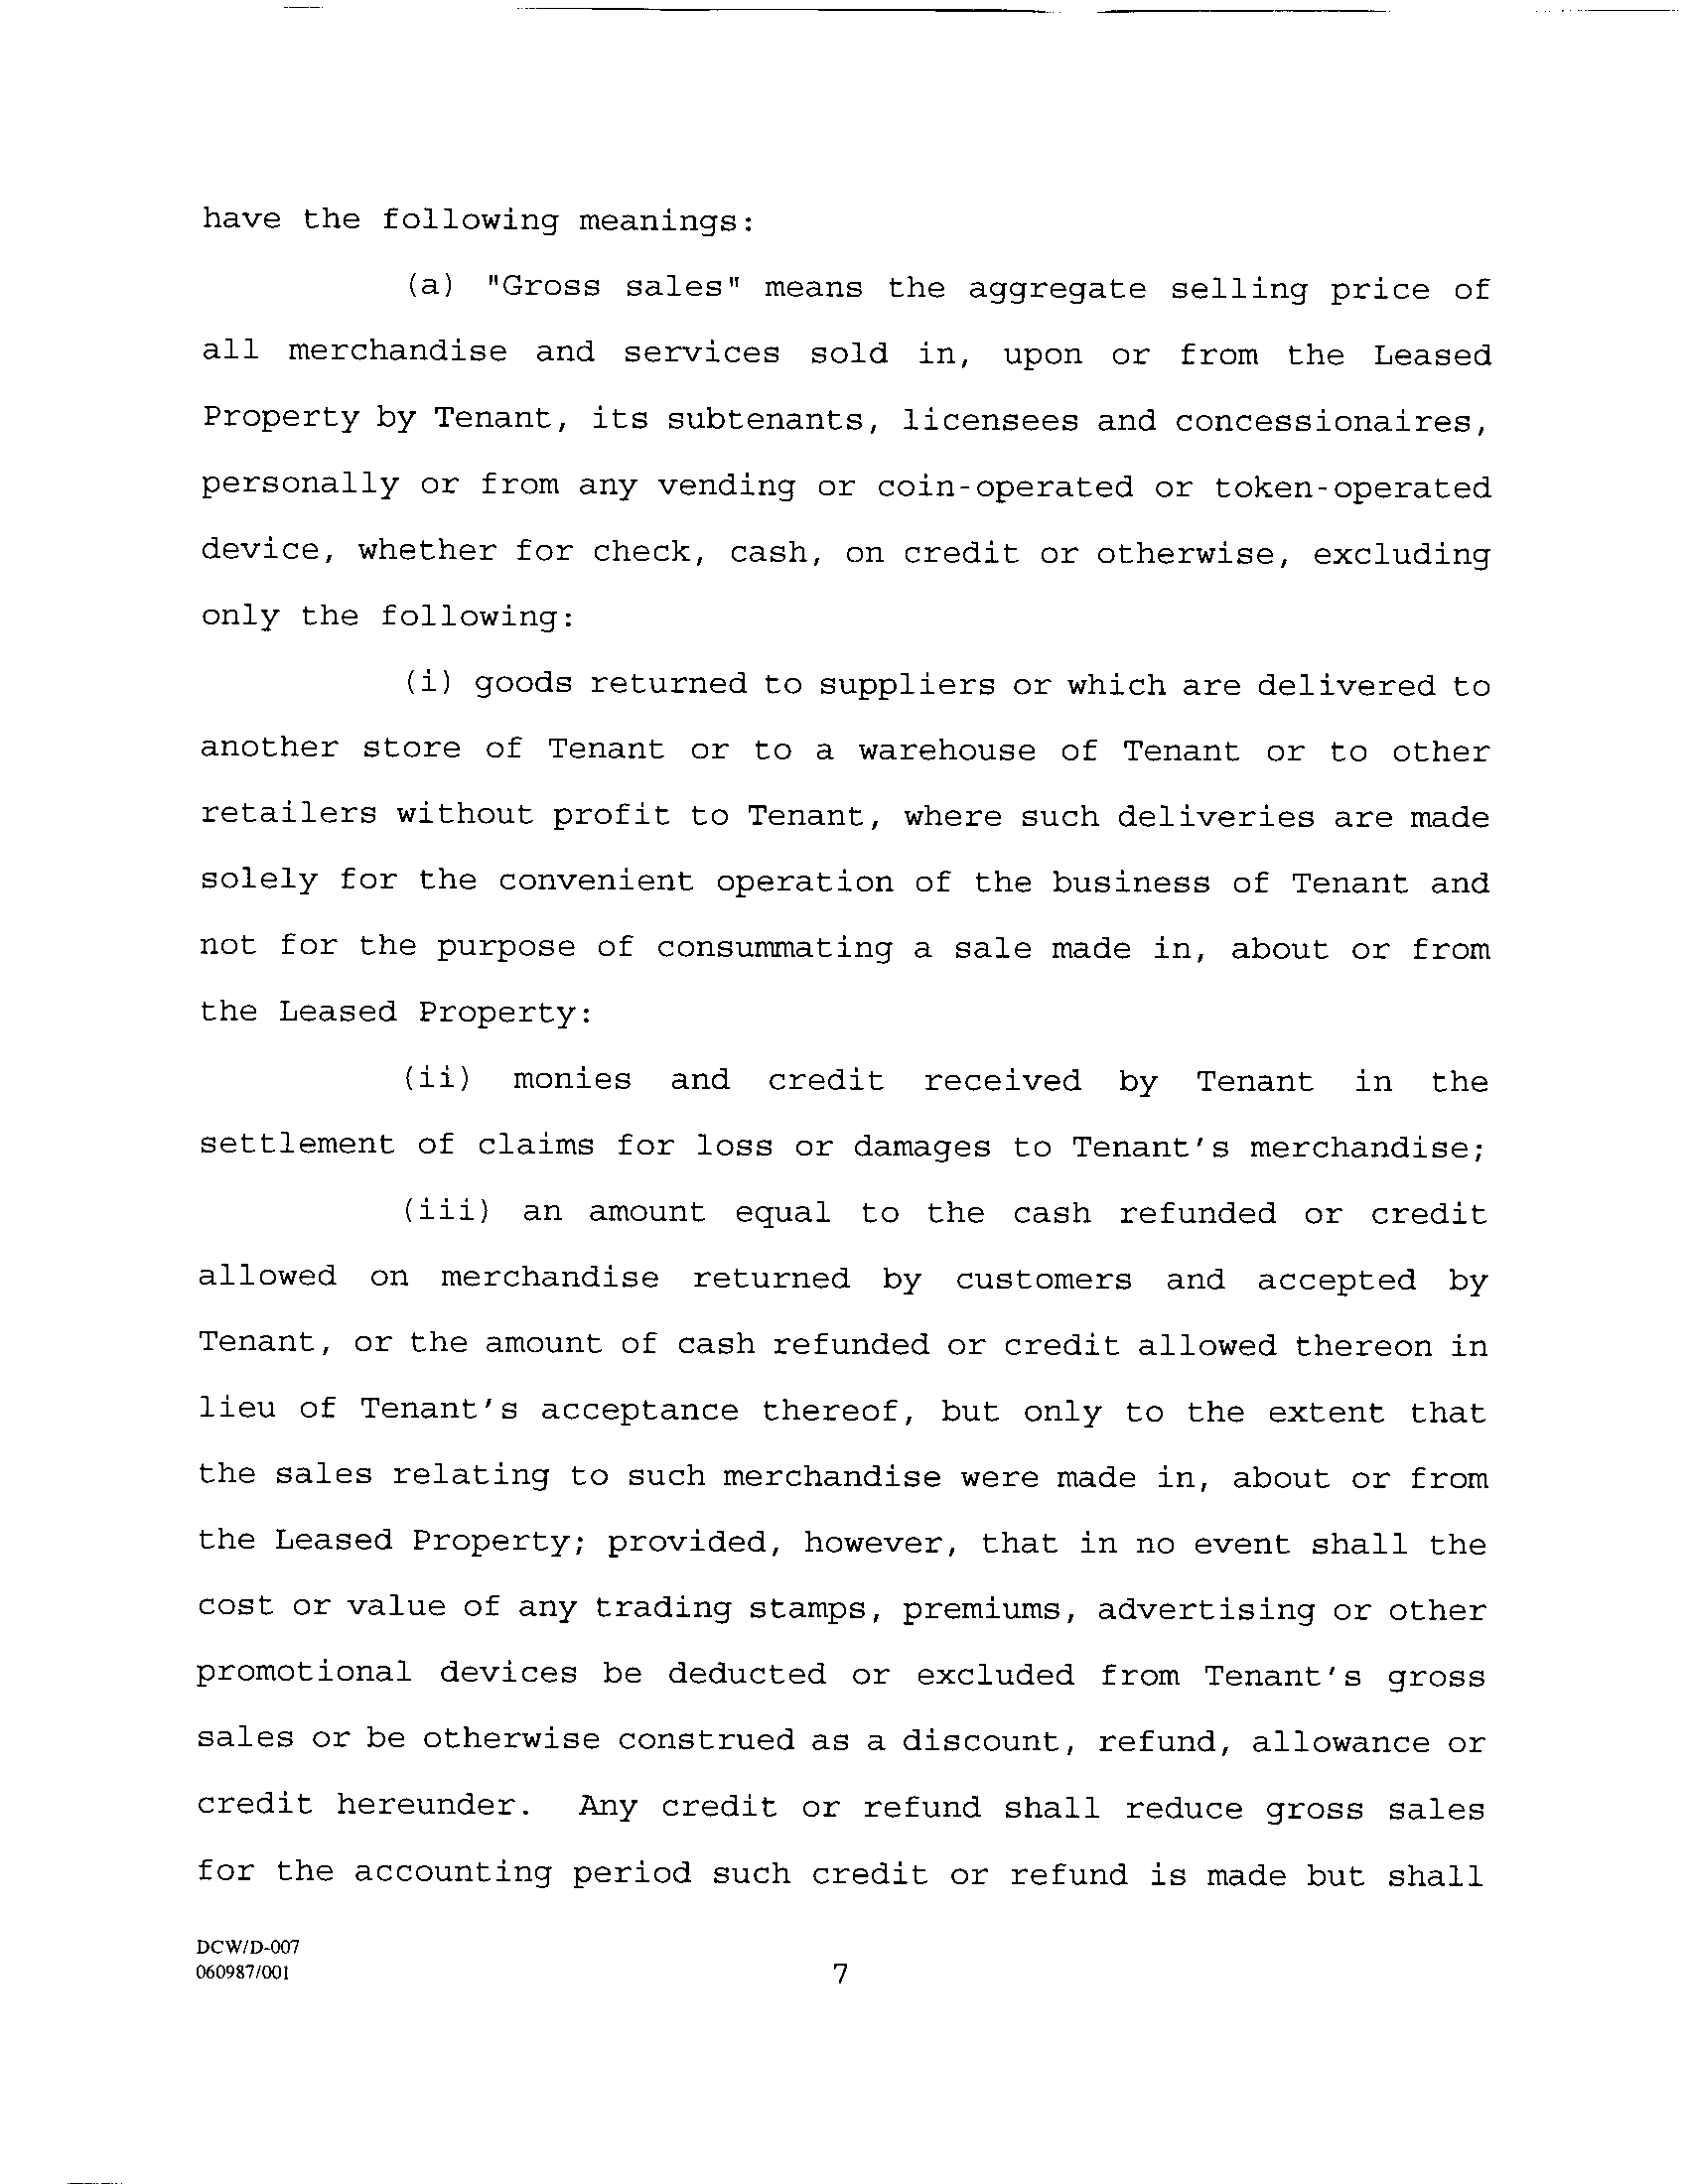 have the following meanings:
(a) "Gross sales" means the aggregate selling price of
all merchandise and services sold in, upon or from the Leased
Property by Tenant, its subtenants, licensees and concessionaires,
personally or from any vending or coin-operated or token-operated
device, whether for check, cash, on credit or otherwise, excluding
only the following:
(i) goods returned to suppliers or which are delivered to
another store of Tenant or to a warehouse of Tenant or to other
retailers without profit to Tenant, where such deliveries are made
solely for the convenient operation of the business of Tenant and
not for the purpose of consummating a sale made in, about or from
the Leased Property:
(ii) monies and credit received by Tenant in the
settlement of claims for loss or damages to Tenant's merchandise;
(iii) an amount equal to the cash refunded or credit
allowed on merchandise returned by customers and accepted by
Tenant, or the amount of cash refunded or credit allowed thereon in
lieu of Tenant's acceptance thereof, but only to the extent that
the sales relating to such merchandise were made in, about or from
the Leased Property; provided, however, that in no event shall the
cost or value of any trading stamps, premiums, advertising or other
promotional devices be deducted or excluded from Tenant's gross
sales or be otherwise construed as a discount, refund, allowance or
credit hereunder. Any credit or refund shall reduce gross sales
for the accounting period such credit or refund is made but shall
DCW/D-007
060987/001
7